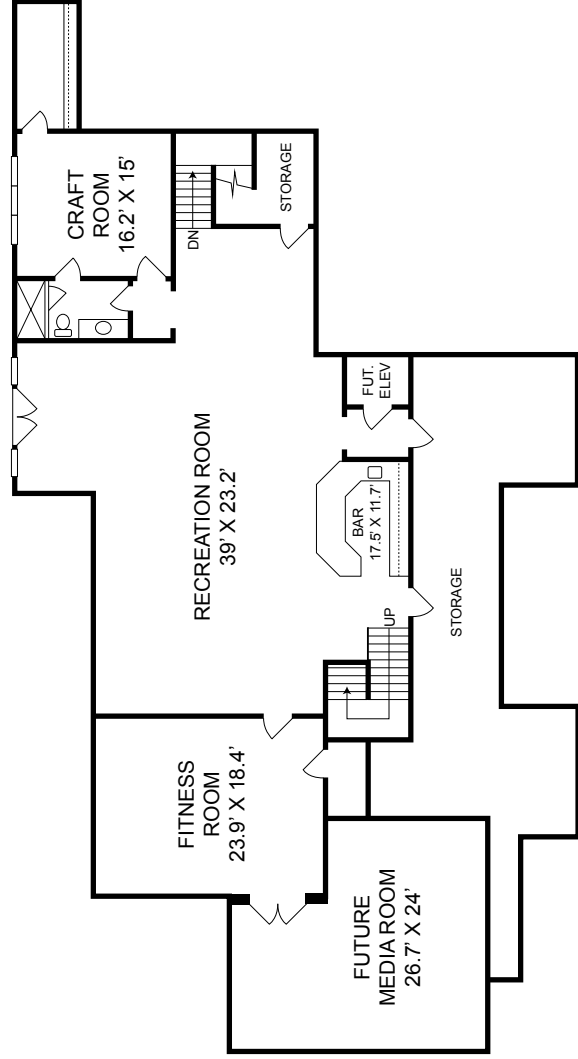 CRAFT
ROOM
16.2’ X 15’
DN
STORAGE
FUT.
ELEV
RECREATION ROOM
39’ X 23.2’
BAR
17.5’ X 11.7’
UP
STORAGE
FITNESS
ROOM
23.9’ X 18.4’
FUTURE
MEDIA ROOM
26.7’ X 24’